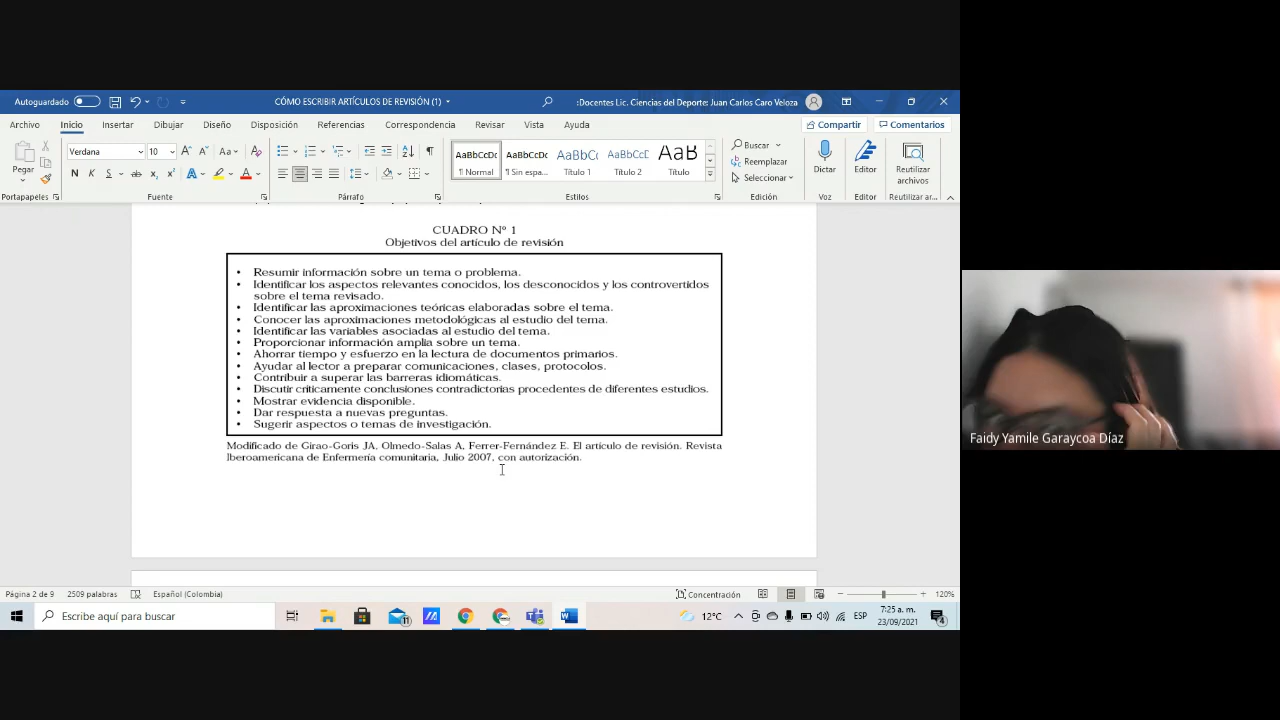 Autoguardado
CÓMO ESCRIBIR ARTÍCULOS DE REVISIÓN (1)
:Docentes Lic. Ciencias del Deporte: Juan Carlos Caro Veloza
Archivo Inicio Insertar Dibujar Diseño Disposición Referencias Correspondencia Revisar Vista Ayuda Compartir Comentarios
Pegar
Verdana 10 A A Aa
N K S ab x x A A
AaBbCcDc AaBbCcDc AaBbCc AaBbCcD AaB
¶ Normal ¶ Sin espa... Título 1 Título 2 Título
Buscar
Reemplazar
Seleccionar
Dictar
Editor
Reutilizar
archivos
Portapapeles Fuente Párrafo Estilos Edición Voz Editor Reutilizar ar...
CUADRO Nº 1
Objetivos del artículo de revisión
• Resumir información sobre un tema o problema.
• Identificar los aspectos relevantes conocidos, los desconocidos y los controvertidos
sobre el tema revisado.
• Identificar las aproximaciones teóricas elaboradas sobre el tema.
• Conocer las aproximaciones metodológicas al estudio del tema.
• Identificar las variables asociadas al estudio del tema.
• Proporcionar información amplia sobre un tema.
• Ahorrar tiempo y esfuerzo en la lectura de documentos primarios.
• Ayudar al lector a preparar comunicaciones, clases, protocolos.
• Contribuir a superar las barreras idiomáticas.
• Discutir críticamente conclusiones contradictorias procedentes de diferentes estudios.
• Mostrar evidencia disponible.
• Dar respuesta a nuevas preguntas.
• Sugerir aspectos o temas de investigación.
Modificado de Girao-Goris JA, Olmedo-Salas A, Ferrer-Fernández E. El artículo de revisión. Revista
Iberoamericana de Enfermería comunitaria, Julio 2007, con autorización.
Faidy Yamile Garaycoa Díaz
Página 2 de 9 2509 palabras Español (Colombia) Concentración 120%
Escribe aquí para buscar
11
12°C
ESP
7:25 a. m.
23/09/2021
4